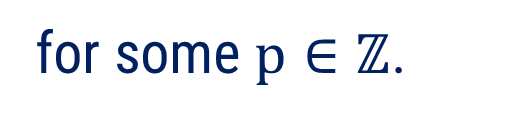 for some p ∈ ℤ.